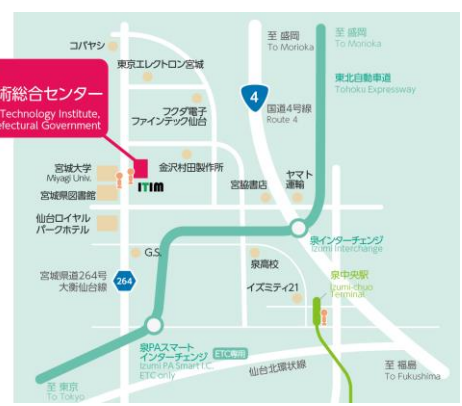 コバヤシ
東京エレクトロン宮城
至 盛岡
To Morioka
至 盛岡
To Morioka
東北自動車道
Tohoku Expressway
術総合センター
Technology Institute,
efectural Government
4
国道4号線
Route 4
フクダ電子
ファインテック仙台
宮城大学
Miyagi Univ.
ITIM
金沢村田製作所
宮城県図書館
宮脇書店
ヤマト
運輸
仙台ロイヤル
パークホテル
泉インターチェンジ
Izumi Interchange
G.S.
泉高校
宮城県道264号
大衡仙台線
264
イズミティ21
泉中央駅
Izumi-chuo
Terminal
泉PAスマート
インターチェンジ
ETC専用
Izumi PA Smart I.C.
ETC only
仙台北環状線
至 東京
To Tokyo
至 福島
To Fukushima